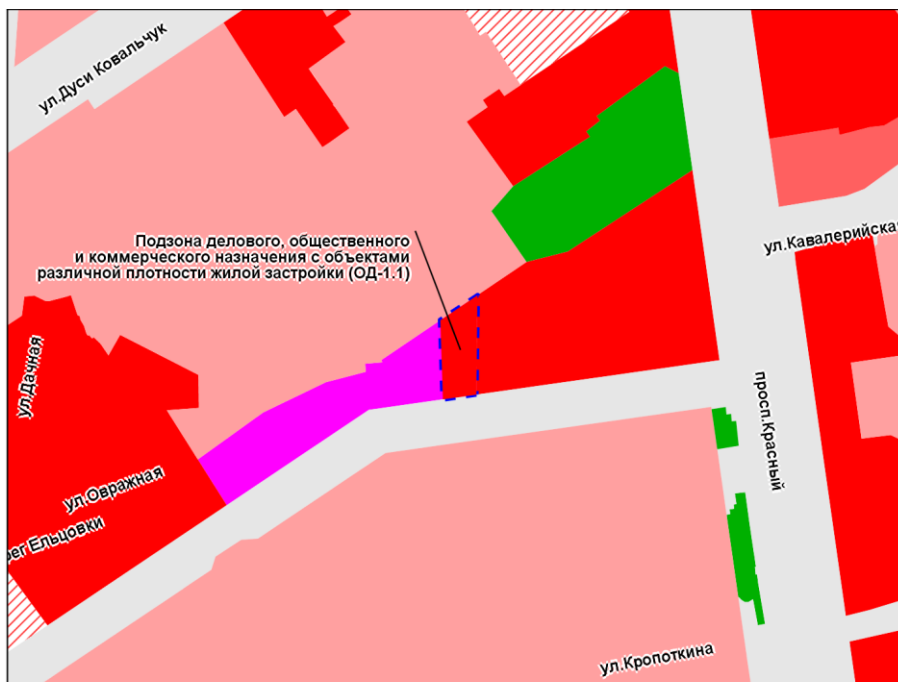 ул.Дуси Ковальчук
Подзона делового, общественного
и коммерческого назначения с объектами
различной плотности жилой застройки (ОД-1.1)
ул.Кавалерийская
ул.Дачная
просп.Красный
ул.Овражная
рег Ельцовки
ул.Кропоткина